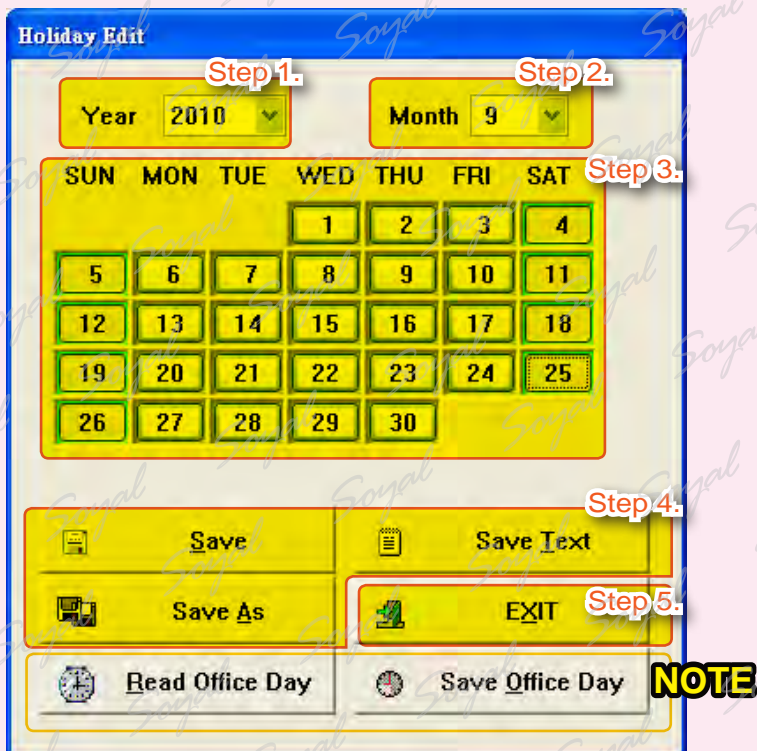 Holiday Edit
Step 1. Step 2.
Year 2010 Month 9
Step 3.
SUN MON TUE WED THU FRI SAT
1 2 3 4
5 6 7 8 9 10 11
12 13 14 15 16 17 18
19 20 21 22 23 24 25
26 27 28 29 30
Step 4.
Save Save Text
Step 5.
Save As EXIT
Read Office Day Save Office Day NOTE
Soyal